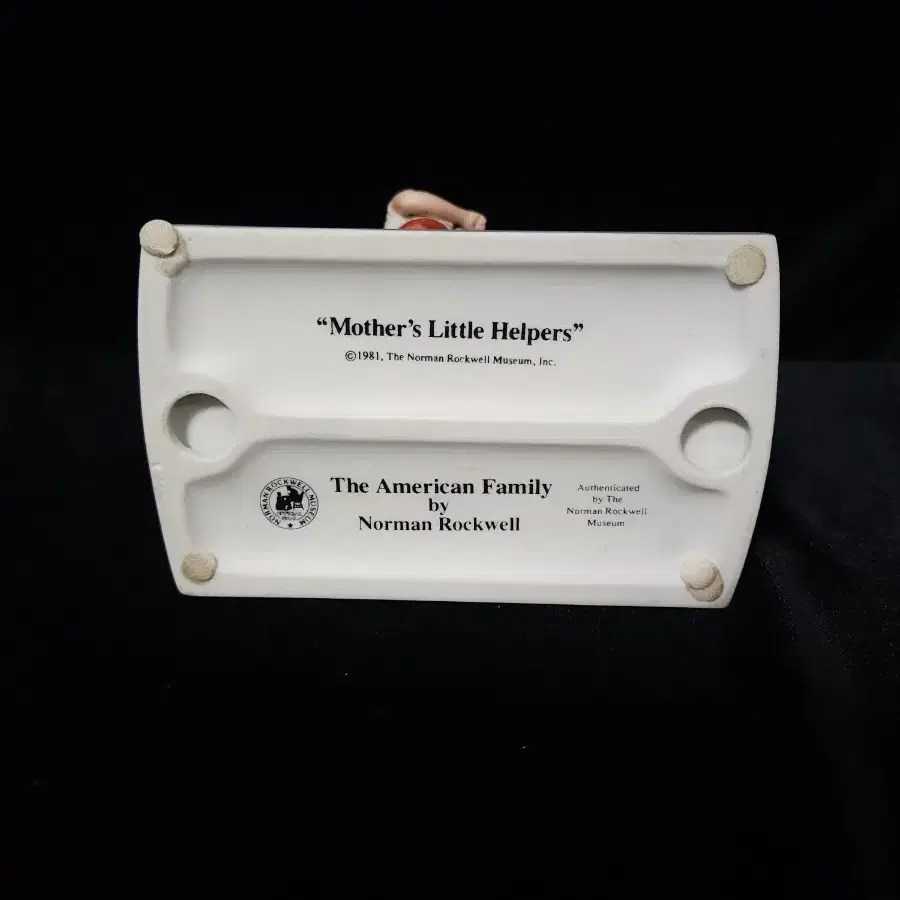 “Mother’s Little Helpers”
©1981, The Norman Rockwell Museum, Inc.
NORMAN ROCKWELL MUSEUM
The American Family
by
Norman Rockwell
Authenticated
by The
Norman Rockwell
Museum